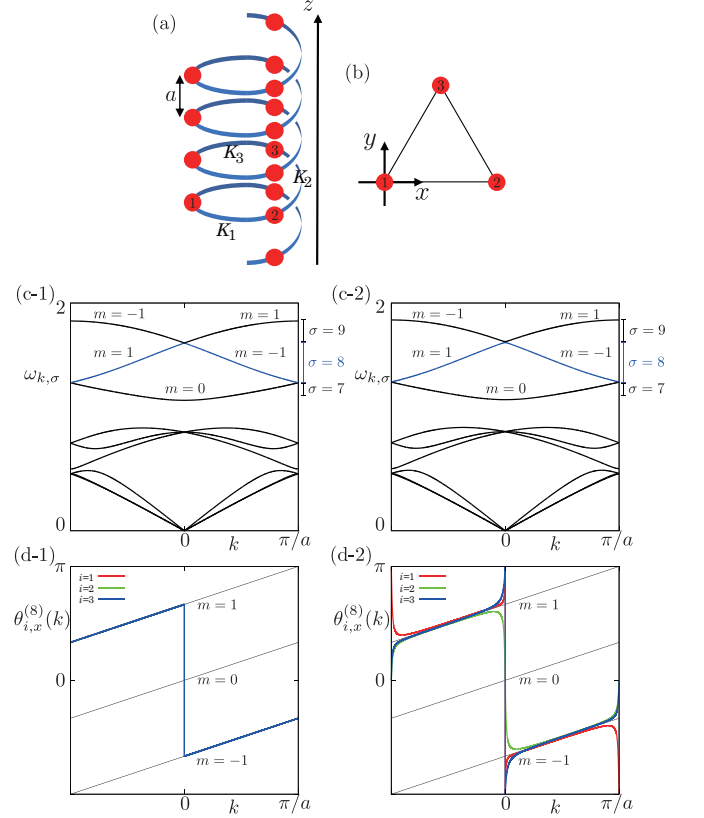 (a)
z
a
K3
K2
1
3
2
K1
(b)
3
y
1
x
2
(c-1)
2
m = −1
m = 1
σ = 9
m = 1
m = −1
σ = 8
ωk,σ
m = 0
σ = 7
0
0
k
π/a
(c-2)
2
m = −1
m = 1
σ = 9
m = 1
m = −1
σ = 8
ωk,σ
m = 0
σ = 7
0
0
k
π/a
(d-1)
π
i=1
i=2
i=3
θ(8)i,x(k)
m = 1
0
m = 0
m = −1
0
k
π/a
(d-2)
π
i=1
i=2
i=3
θ(8)i,x(k)
m = 1
0
m = 0
m = −1
0
k
π/a